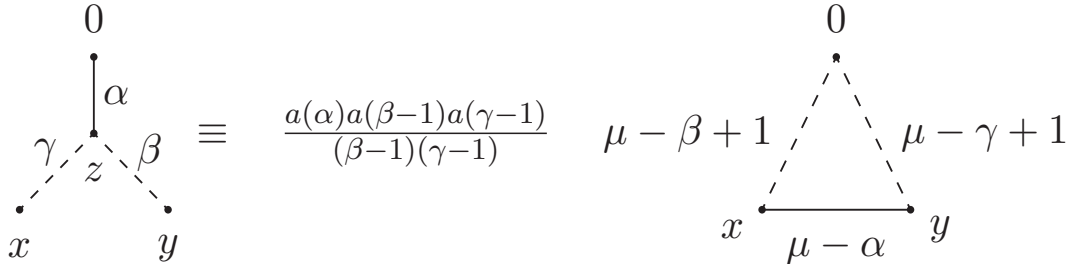 0
α
γ
z
β
x
y
≡
a(α)a(β−1)a(γ−1)
(β−1)(γ−1)
0
μ − β + 1
μ − γ + 1
x
y
μ − α